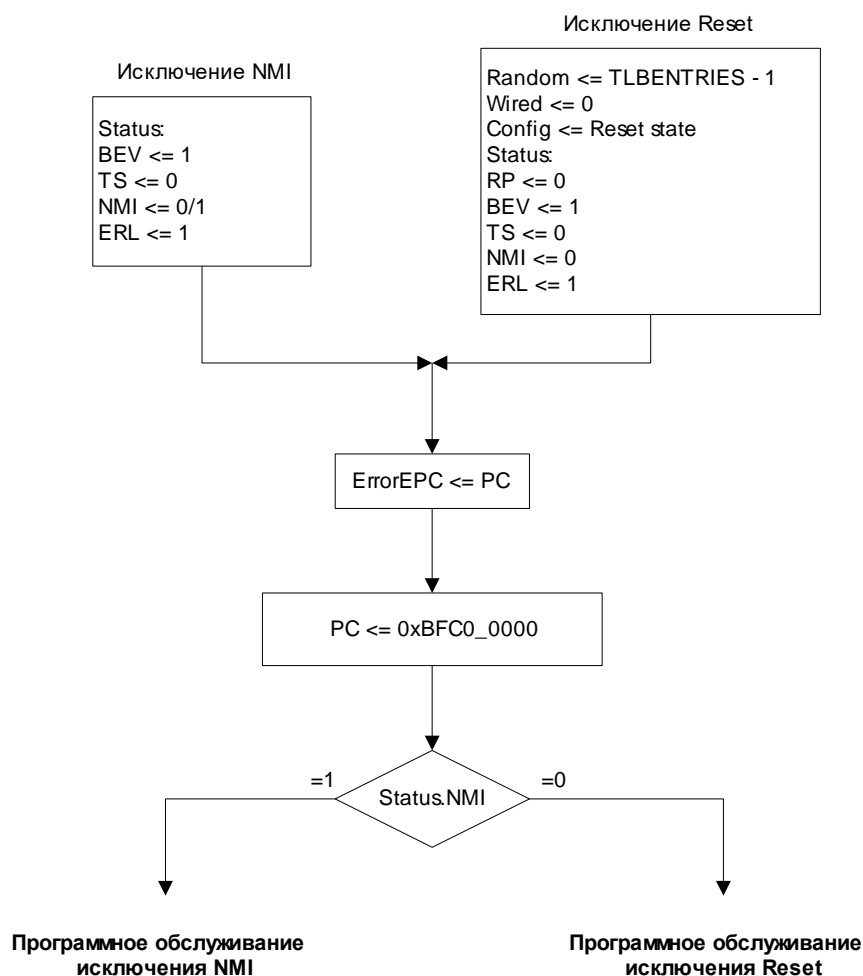 Исключение Reset
Исключение NMI
Random <= TLBENTRIES - 1
Wired <= 0
Config <= Reset state
Status:
RP <= 0
BEV <= 1
TS <= 0
NMI <= 0
ERL <= 1
Status:
BEV <= 1
TS <= 0
NMI <= 0/1
ERL <= 1
ErrorEPC <= PC
PC <= 0xBFC0_0000
=1
=0
Status.NMI
Программное обслуживание
исключения NMI
Программное обслуживание
исключения Reset